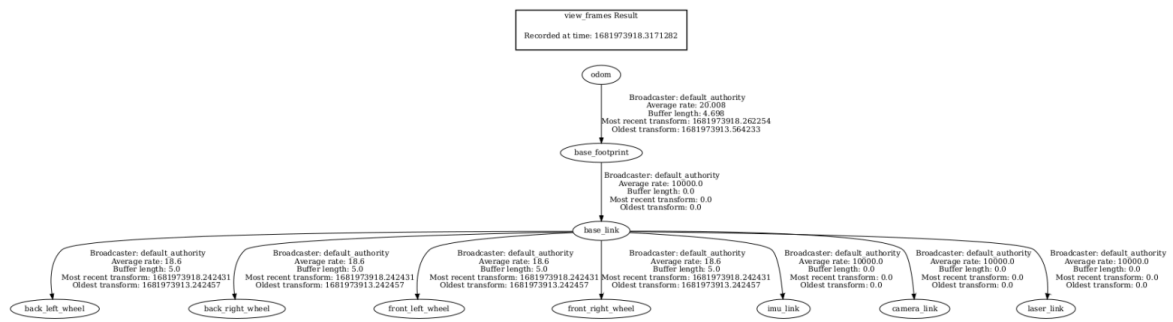 view_frames Result
Recorded at time: 1681973918.3171282
odom
Broadcaster: default_authority
Average rate: 20.008
Buffer length: 4.698
Most recent transform: 1681973918.262254
Oldest transform: 1681973913.564233
base_footprint
Broadcaster: default_authority
Average rate: 10000.0
Buffer length: 0.0
Most recent transform: 0.0
Oldest transform: 0.0
base_link
Broadcaster: default_authority
Average rate: 18.6
Buffer length: 5.0
Most recent transform: 1681973918.242431
Oldest transform: 1681973913.242457
back_left_wheel
Broadcaster: default_authority
Average rate: 18.6
Buffer length: 5.0
Most recent transform: 1681973918.242431
Oldest transform: 1681973913.242457
back_right_wheel
Broadcaster: default_authority
Average rate: 18.6
Buffer length: 5.0
Most recent transform: 1681973918.242431
Oldest transform: 1681973913.242457
front_left_wheel
Broadcaster: default_authority
Average rate: 18.6
Buffer length: 5.0
Most recent transform: 1681973918.242431
Oldest transform: 1681973913.242457
front_right_wheel
Broadcaster: default_authority
Average rate: 10000.0
Buffer length: 0.0
Most recent transform: 0.0
Oldest transform: 0.0
imu_link
Broadcaster: default_authority
Average rate: 10000.0
Buffer length: 0.0
Most recent transform: 0.0
Oldest transform: 0.0
camera_link
Broadcaster: default_authority
Average rate: 10000.0
Buffer length: 0.0
Most recent transform: 0.0
Oldest transform: 0.0
laser_link